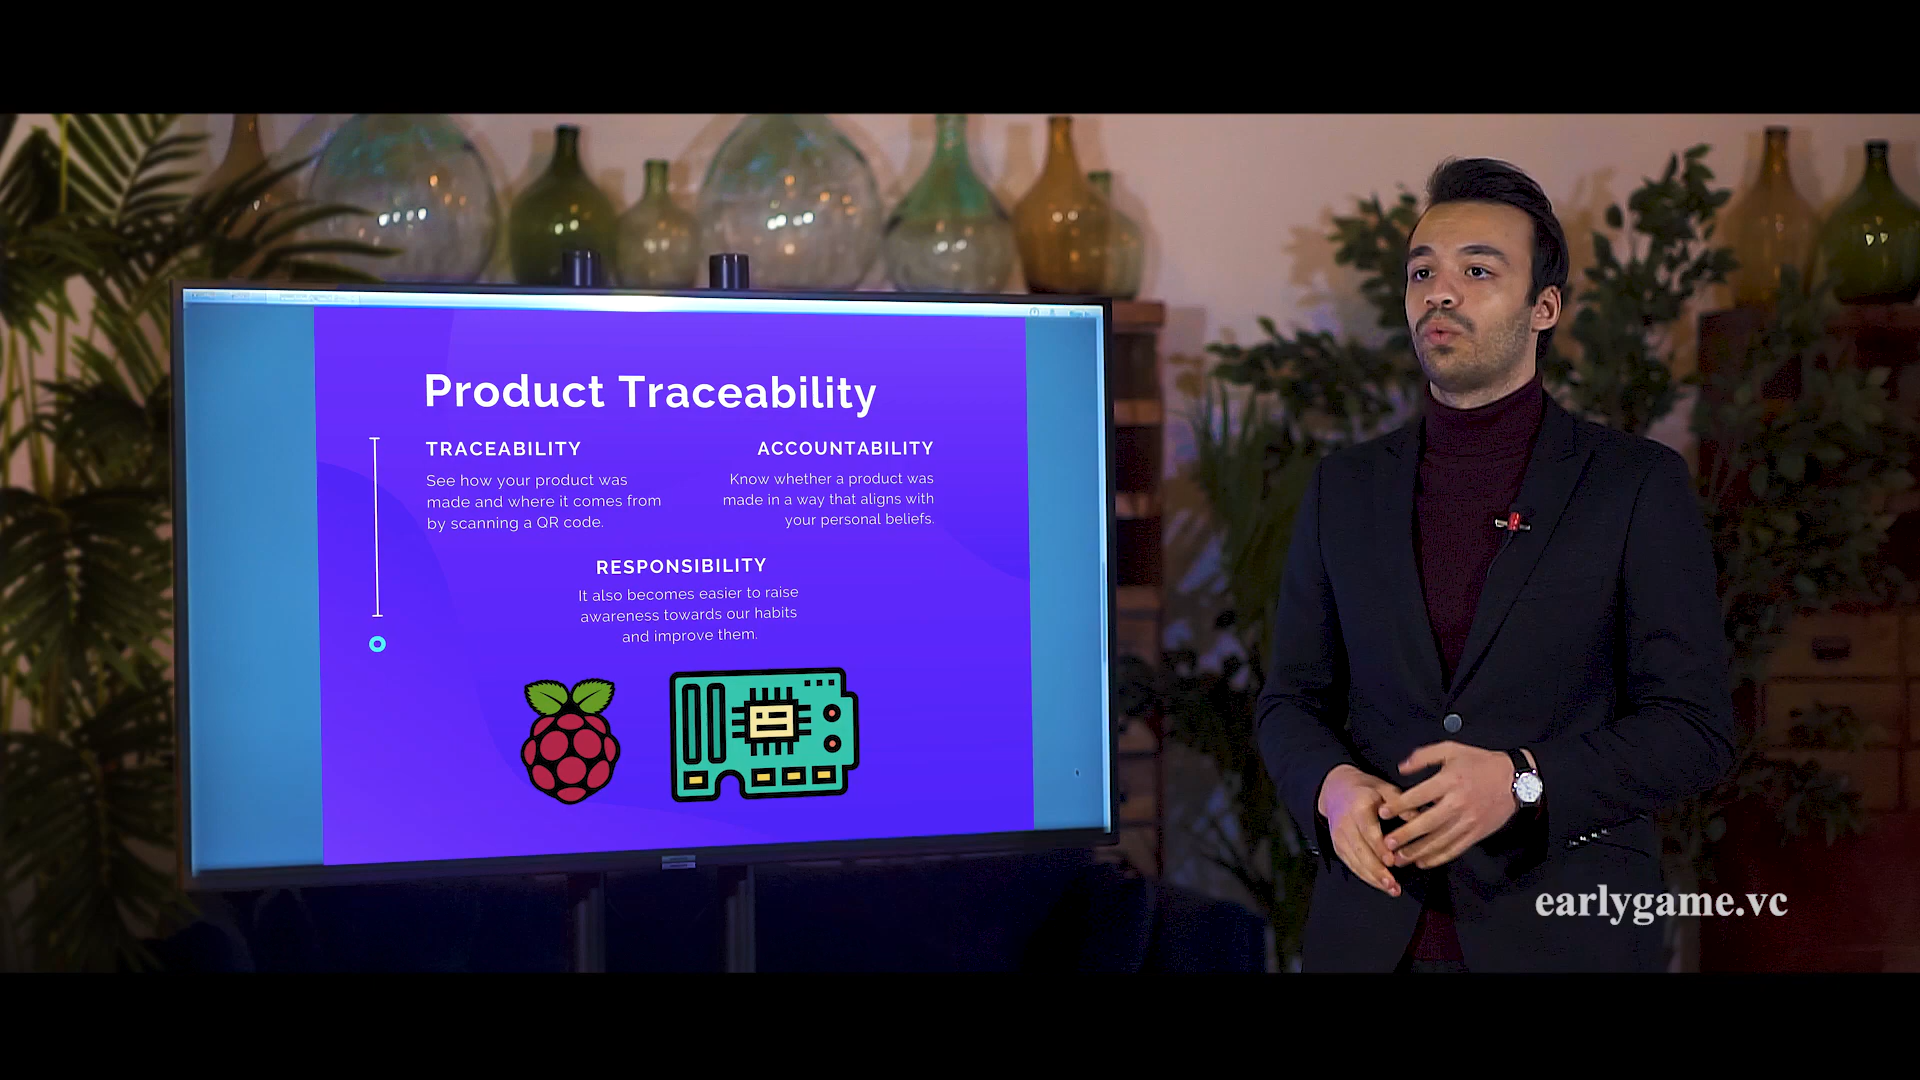 Product Traceability
TRACEABILITY
See how your product was
made and where it comes from
by scanning a QR code.
ACCOUNTABILITY
Know whether a product was
made in a way that aligns with
your personal beliefs.
RESPONSIBILITY
It also becomes easier to raise
awareness towards our habits
and improve them.
earlygame.vc